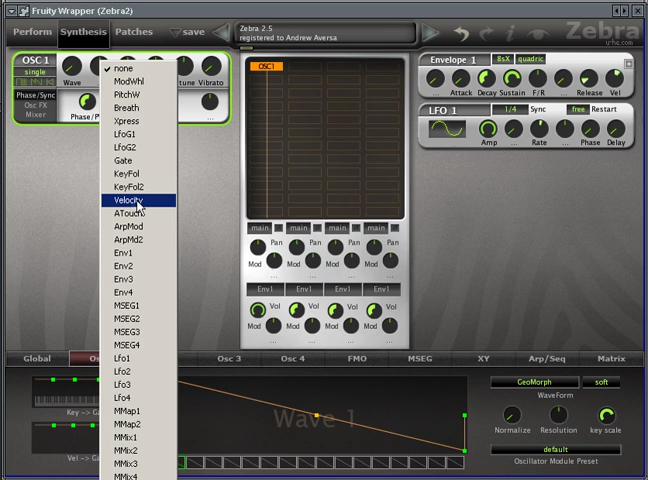 Fruity Wrapper (Zebra2)
Perform Synthesis Patches save
Zebra 2.5
registered to Andrew Aversa
Zebra
u-he.com
OSC 1
single
Wave
tune Vibrato
Phase/Sync
Osc FX
Mixer
Phase/P
...
none
ModWhl
PitchW
Breath
Xpress
LfoG1
LfoG2
Gate
KeyFol
KeyFol2
Velocity
ATouch
ArpMod
ArpMd2
Env1
Env2
Env3
Env4
MSEG1
MSEG2
MSEG3
MSEG4
Lfo1
Lfo2
Lfo3
Lfo4
MMap1
MMap2
MMix1
MMix2
MMix3
MMix4
OSC1
main main main main
Pan Pan Pan Pan
Mod Mod Mod Mod
... ... ... ...
Env1 Env1 Env1 Env1
Vol Vol Vol Vol
Mod Mod Mod Mod
... ... ... ...
Envelope 1 8sX quadric
... Attack Decay Sustain F/R ... Release Vel
LFO 1 1/4 Sync free Restart
Amp ... Rate ... Phase Delay
Global Os Osc 3 Osc 4 FMO MSEG XY Arp/Seq Matrix
Key -> Ga
Vel -> Ga
Wave 1
GeoMorph soft
WaveForm
Normalize Resolution key scale
default
Oscillator Module Preset